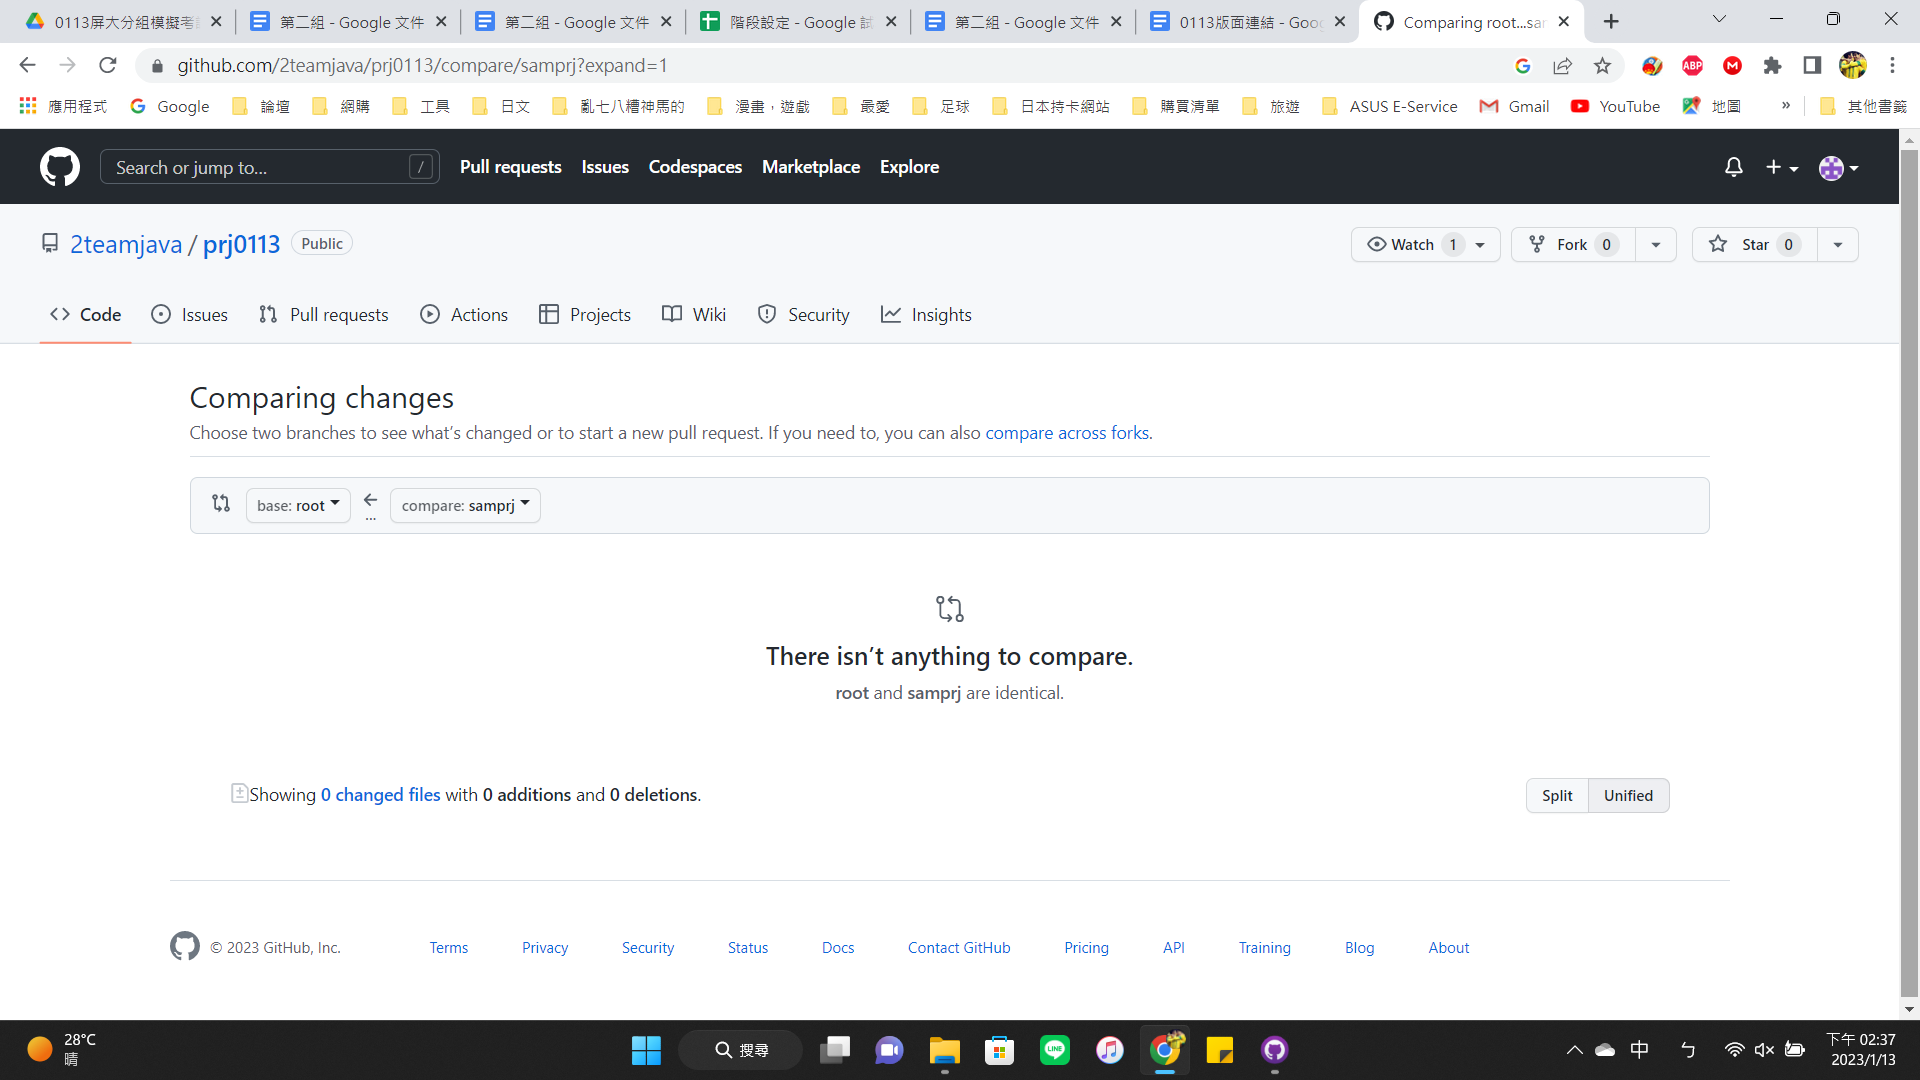 0113屏大分組模擬考
第二組 - Google 文件
第二組 - Google 文件
階段設定 - Google 試
第二組 - Google 文件
0113版面連結 - Goo
Comparing root...sar
github.com/2teamjava/prj0113/compare/samprj?expand=1
ABP
M
應用程式
Google
論壇
網購
工具
日文
亂七八糟神馬的
漫畫，遊戲
最愛
足球
日本持卡網站
購買清單
旅遊
ASUS E-Service
Gmail
YouTube
地圖
»
其他書籤
Search or jump to...
/
Pull requests
Issues
Codespaces
Marketplace
Explore
2teamjava / prj0113
Public
Watch 1
Fork 0
Star 0
Code
Issues
Pull requests
Actions
Projects
Wiki
Security
Insights
Comparing changes
Choose two branches to see what’s changed or to start a new pull request. If you need to, you can also compare across forks.
base: root
...
compare: samprj
There isn’t anything to compare.
root and samprj are identical.
Showing 0 changed files with 0 additions and 0 deletions.
Split
Unified
© 2023 GitHub, Inc.
Terms
Privacy
Security
Status
Docs
Contact GitHub
Pricing
API
Training
Blog
About
28°C
晴
搜尋
LINE
中
ㄅ
下午 02:37
2023/1/13